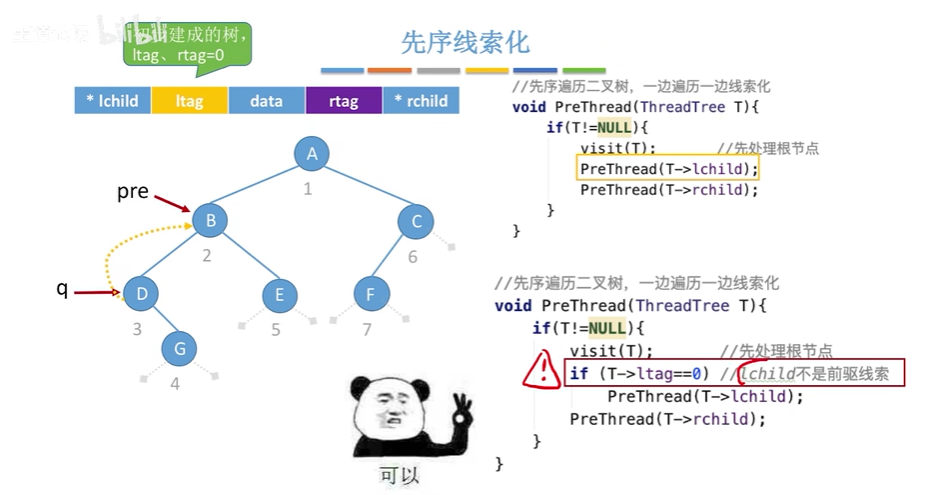 bilibili
初始建成的树,
ltag、rtag=0
先序线索化
* lchild ltag data rtag * rchild
//先序遍历二叉树，一边遍历一边线索化
void PreThread(ThreadTree T){
if(T!=NULL){
visit(T); //先处理根节点
PreThread(T->lchild);
PreThread(T->rchild);
}
}
A
1
pre
B
2
C
6
q
D
3
E
5
F
7
G
4
//先序遍历二叉树，一边遍历一边线索化
void PreThread(ThreadTree T){
if(T!=NULL){
visit(T); //先处理根节点
if (T->ltag==0) //lchild不是前驱线索
PreThread(T->lchild);
PreThread(T->rchild);
}
}
!
可以